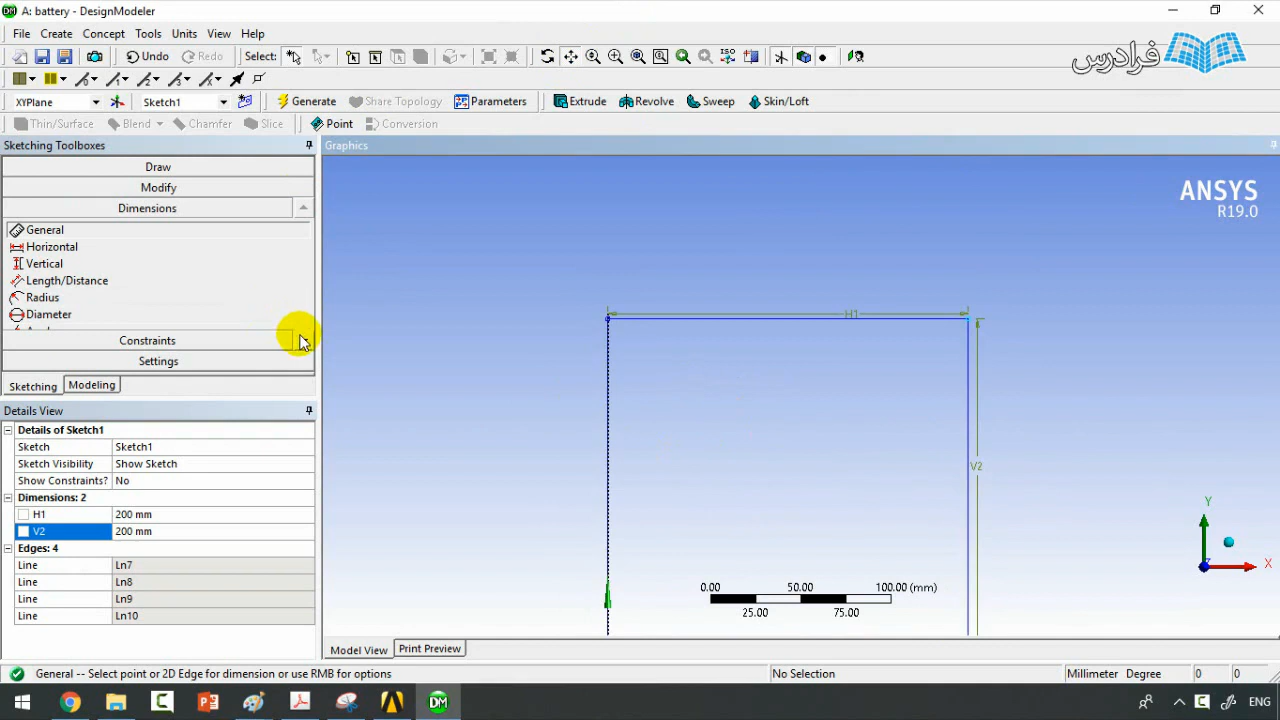 A: battery - DesignModeler
File Create Concept Tools Units View Help
Undo Redo Select:
XYPlane Sketch1 Generate Share Topology Parameters Extrude Revolve Sweep Skin/Loft
Thin/Surface Blend Chamfer Slice Point Conversion
فرادرس
Sketching Toolboxes
Draw
Modify
Dimensions
General
Horizontal
Vertical
Length/Distance
Radius
Diameter
Constraints
Settings
Sketching Modeling
Details View
Details of Sketch1
Sketch Sketch1
Sketch Visibility Show Sketch
Show Constraints? No
Dimensions: 2
H1 200 mm
V2 200 mm
Edges: 4
Line Ln7
Line Ln8
Line Ln9
Line Ln10
Graphics
ANSYS
R19.0
H1
V2
0.00 50.00 100.00 (mm)
25.00 75.00
Y
X
Model View Print Preview
General -- Select point or 2D Edge for dimension or use RMB for options No Selection Millimeter Degree 0 0
DM ENG